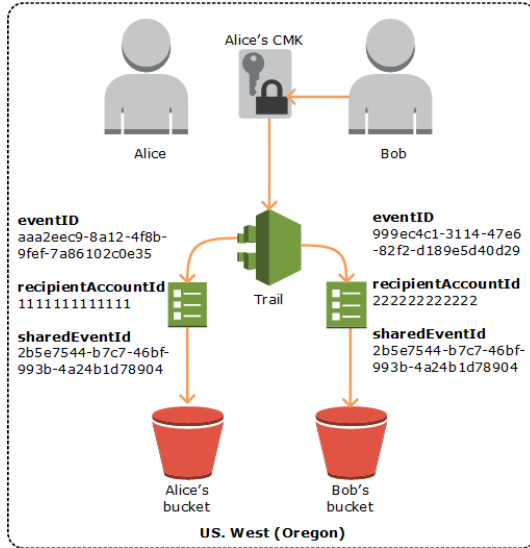 Alice's CMK
Alice
Bob
eventID
aaa2eec9-8a12-4f8b-
9fef-7a86102c0e35
recipientAccountId
1111111111111
sharedEventId
2b5e7544-b7c7-46bf-
993b-4a24b1d78904
Trail
eventID
999ec4c1-3114-47e6
-82f2-d189e5d40d29
recipientAccountId
222222222222
sharedEventId
2b5e7544-b7c7-46bf-
993b-4a24b1d78904
Alice's
bucket
Bob's
bucket
US. West (Oregon)